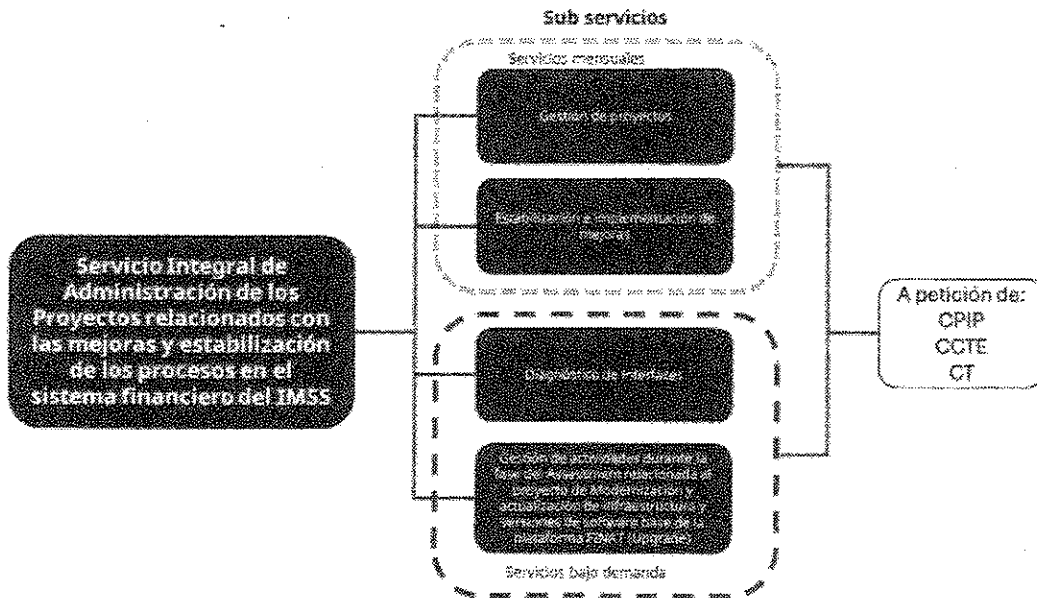 Sub servicios
Servicios mensuales
Gestión de proyectos
Estabilización e implementación de
mejoras
Servicio Integral de
Administración de los
Proyectos relacionados con
las mejoras y estabilización
de los procesos en el
sistema financiero del IMSS
A petición de:
CPIP
CCTE
CT
Diagnóstico de interfaces
Gestión de actividades durante la
fase del
proyecto de Modernización y
actualización de infraestructura y
versiones de software base de la
plataforma FINAT (Upgrade)
Servicios bajo demanda